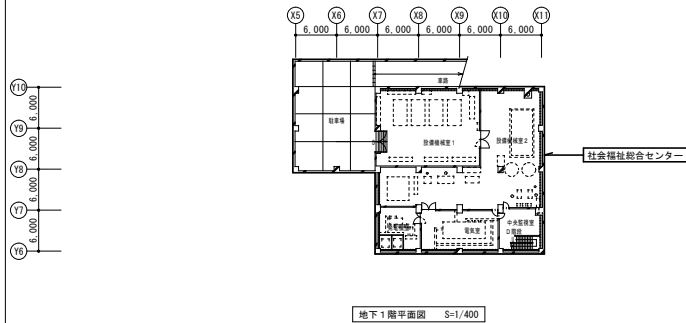 X5 X6 X7 X8 X9 X10 X11
6,000 6,000 6,000 6,000 6,000 6,000
Y10
6,000
Y9
6,000
Y8
6,000
Y7
6,000
Y6
車路
駐車場
設備機械室1
設備機械室2
社会福祉総合センター
電気室
中央監視室
D階段
地下1階平面図 S=1/400